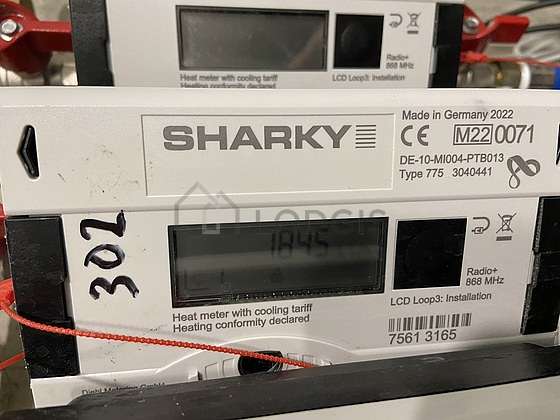 Heat meter with cooling tariff
Heating conformity declared
Radio+
868 MHz
LCD Loop3: Installation
SHARKY
Made in Germany 2022
CE M22 0071
DE-10-MI004-PTB013
Type 775 3040441
LODGIS
302
1845
Radio+
868 MHz
Heat meter with cooling tariff
Heating conformity declared
LCD Loop3: Installation
7561 3165